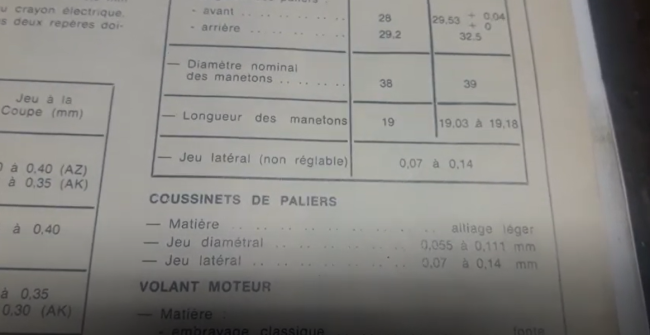 u crayon électrique.
s deux repères doi-
Jeu à la
Coupe (mm)
à 0,40 (AZ)
à 0,35 (AK)
à 0,40
à 0,35
0,30 (AK)
- avant 28 29.53 + 0,04
+ 0
- arrière 29.2 32.5
— Diamètre nominal
des manetons 38 39
— Longueur des manetons 19 19,03 à 19,18
— Jeu latéral (non réglable) 0,07 à 0,14
COUSSINETS DE PALIERS
— Matière alliage léger
— Jeu diamétral 0,055 à 0,111 mm
— Jeu latéral 0,07 à 0,14 mm
VOLANT MOTEUR
— Matière :
- embrayage classique fonte